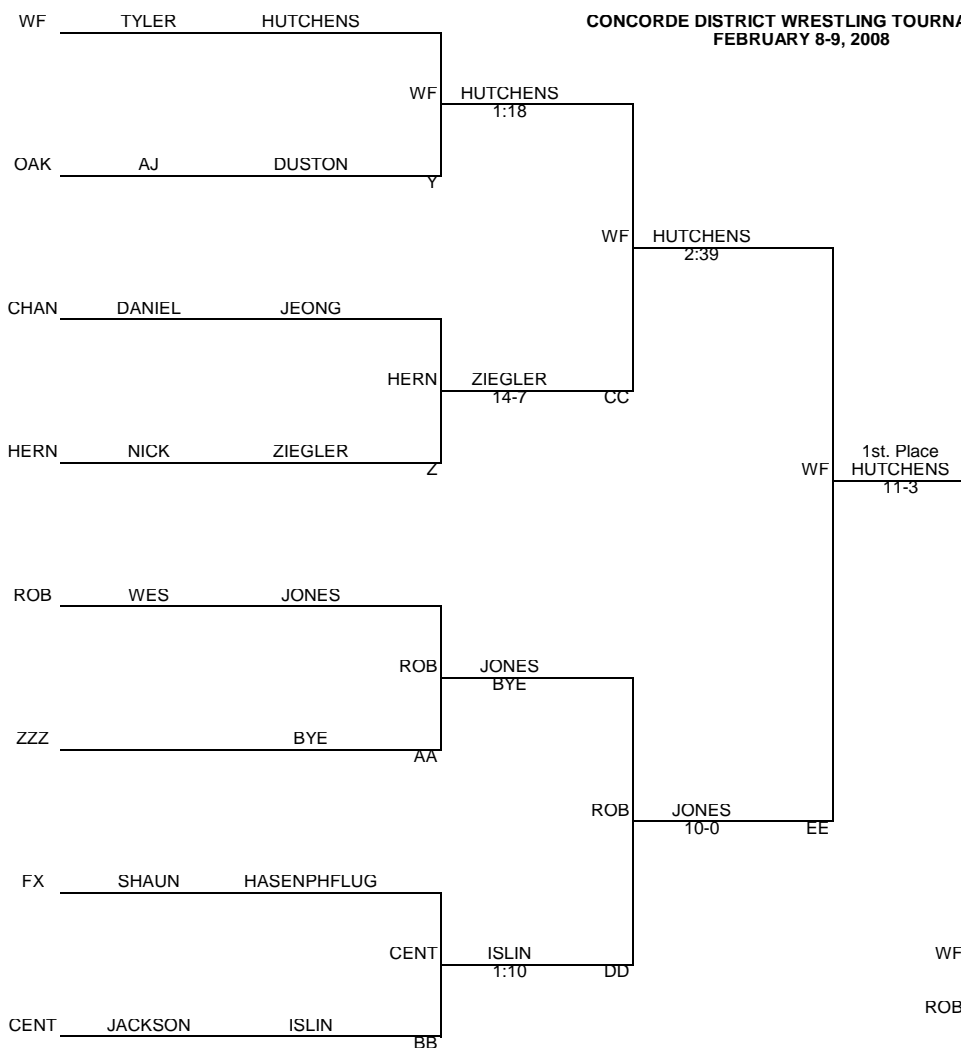 WF TYLER HUTCHENS
CONCORDE DISTRICT WRESTLING TOURNA
FEBRUARY 8-9, 2008
WF HUTCHENS
1:18
OAK AJ DUSTON
Y
WF HUTCHENS
2:39
CHAN DANIEL JEONG
HERN ZIEGLER
14-7 CC
HERN NICK ZIEGLER
Z
1st. Place
WF HUTCHENS
11-3
ROB WES JONES
ROB JONES
BYE
ZZZ BYE
AA
ROB JONES
10-0 EE
FX SHAUN HASENPHFLUG
CENT ISLIN
1:10 DD
WF
ROB
CENT JACKSON ISLIN
BB